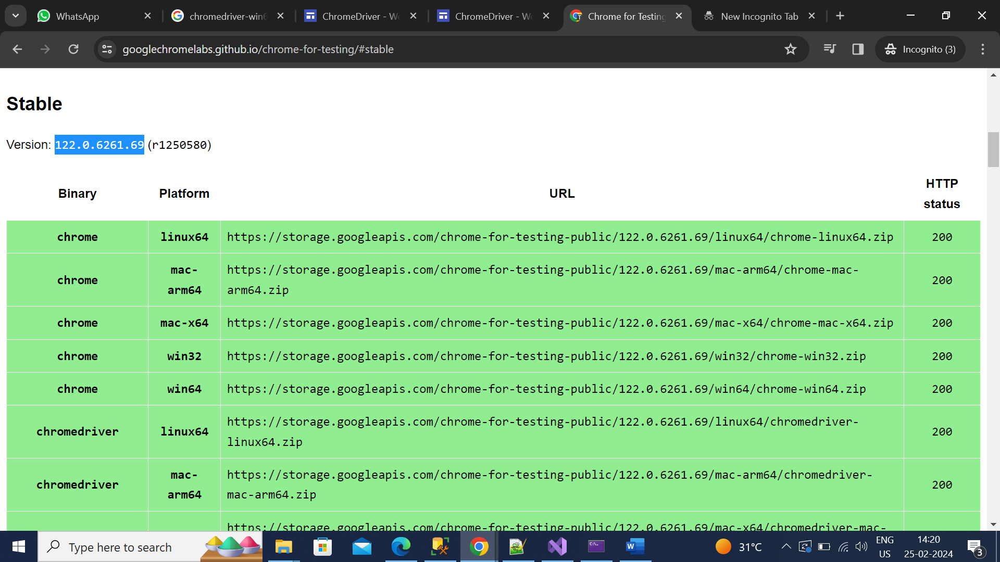 WhatsApp
chromedriver-win6
ChromeDriver - We
ChromeDriver - We
Chrome for Testing
New Incognito Tab
googlechromelabs.github.io/chrome-for-testing/#stable
Incognito (3)
Stable
Version: 122.0.6261.69 (r1250580)
Binary Platform URL HTTP status
chrome linux64 https://storage.googleapis.com/chrome-for-testing-public/122.0.6261.69/linux64/chrome-linux64.zip 200
chrome mac- https://storage.googleapis.com/chrome-for-testing-public/122.0.6261.69/mac-arm64/chrome-mac- 200
arm64 arm64.zip
chrome mac-x64 https://storage.googleapis.com/chrome-for-testing-public/122.0.6261.69/mac-x64/chrome-mac-x64.zip 200
chrome win32 https://storage.googleapis.com/chrome-for-testing-public/122.0.6261.69/win32/chrome-win32.zip 200
chrome win64 https://storage.googleapis.com/chrome-for-testing-public/122.0.6261.69/win64/chrome-win64.zip 200
chromedriver linux64 https://storage.googleapis.com/chrome-for-testing-public/122.0.6261.69/linux64/chromedriver- 200
linux64.zip
chromedriver mac- https://storage.googleapis.com/chrome-for-testing-public/122.0.6261.69/mac-arm64/chromedriver- 200
arm64 mac-arm64.zip
https://storage.googleapis.com/chrome-for-testing-public/122.0.6261.69/mac-x64/chromedriver-mac-
Type here to search
31°C
ENG
US
14:20
25-02-2024
3